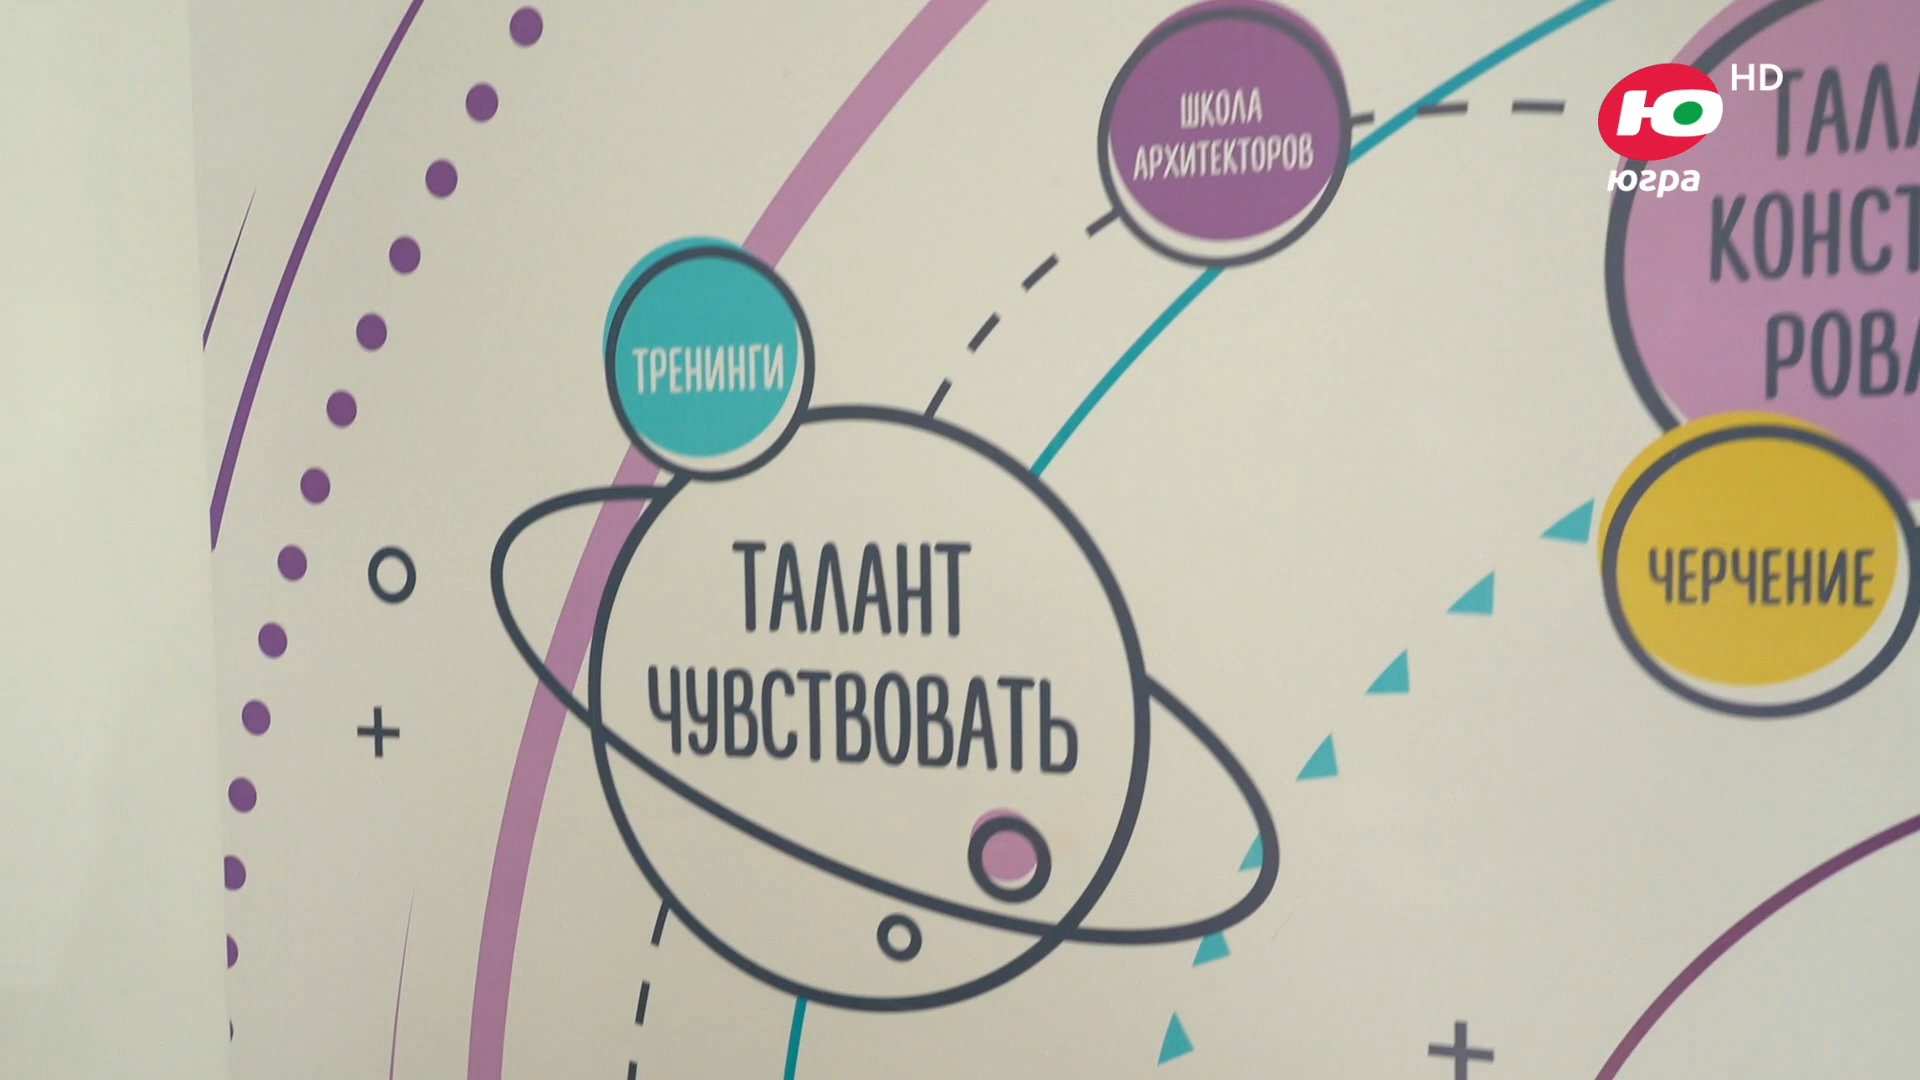 ШКОЛА
АРХИТЕКТОРОВ
HD
Ю
югра
ТРЕНИНГИ
ТАЛАНТ
ЧУВСТВОВАТЬ
ЧЕРЧЕНИЕ